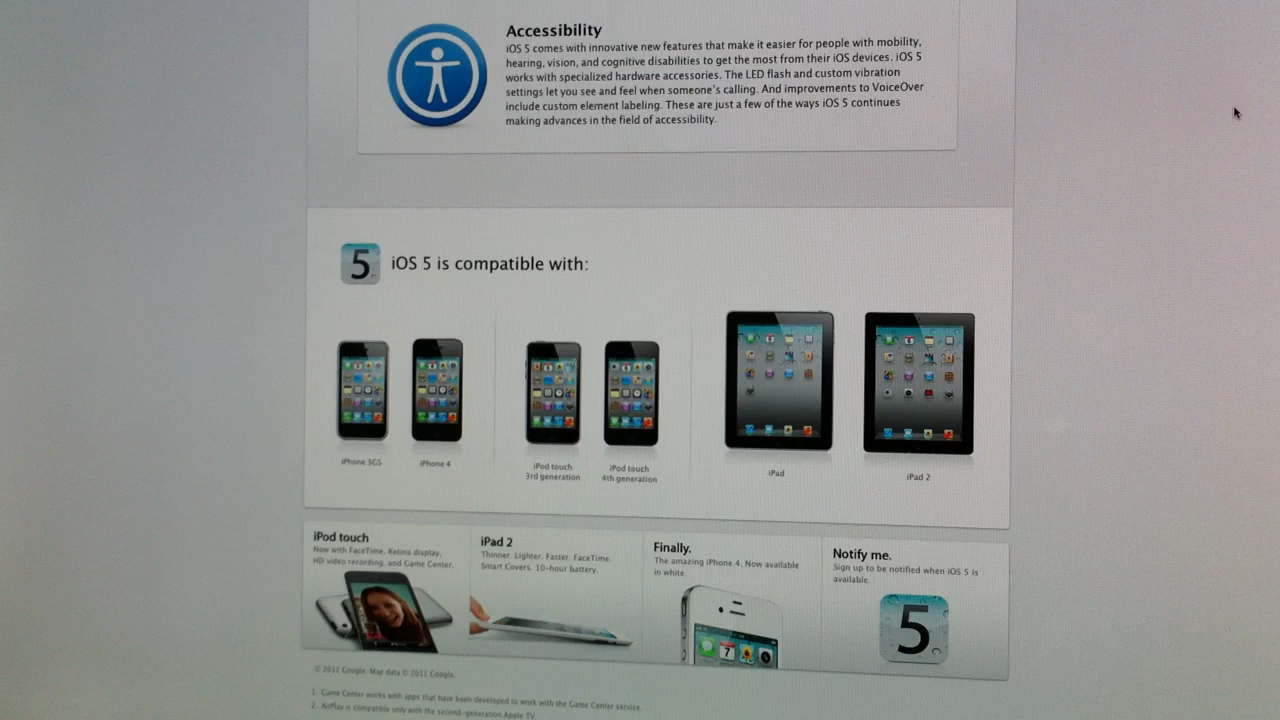 Accessibility
iOS 5 comes with innovative new features that make it easier for people with mobility,
hearing, vision, and cognitive disabilities to get the most from their iOS devices. iOS 5
works with specialized hardware accessories. The LED flash and custom vibration
settings let you see and feel when someone's calling. And improvements to VoiceOver
include custom element labeling. These are just a few of the ways iOS 5 continues
making advances in the field of accessibility.
5
iOS 5 is compatible with:
iPhone 3GS
iPhone 4
iPod touch
3rd generation
iPod touch
4th generation
iPad
iPad 2
iPod touch
Now with FaceTime, Retina display,
HD video recording, and Game Center.
iPad 2
Thinner. Lighter. Faster. FaceTime.
Smart Covers. 10-hour battery.
Finally.
The amazing iPhone 4. Now available
in white.
7
Notify me.
Sign up to be notified when iOS 5 is
available.
5
© 2011 Google. Map data © 2011 Google.
1. Game Center works with apps that have been developed to work with the Game Center service.
2. AirPlay is compatible only with the second-generation Apple TV.